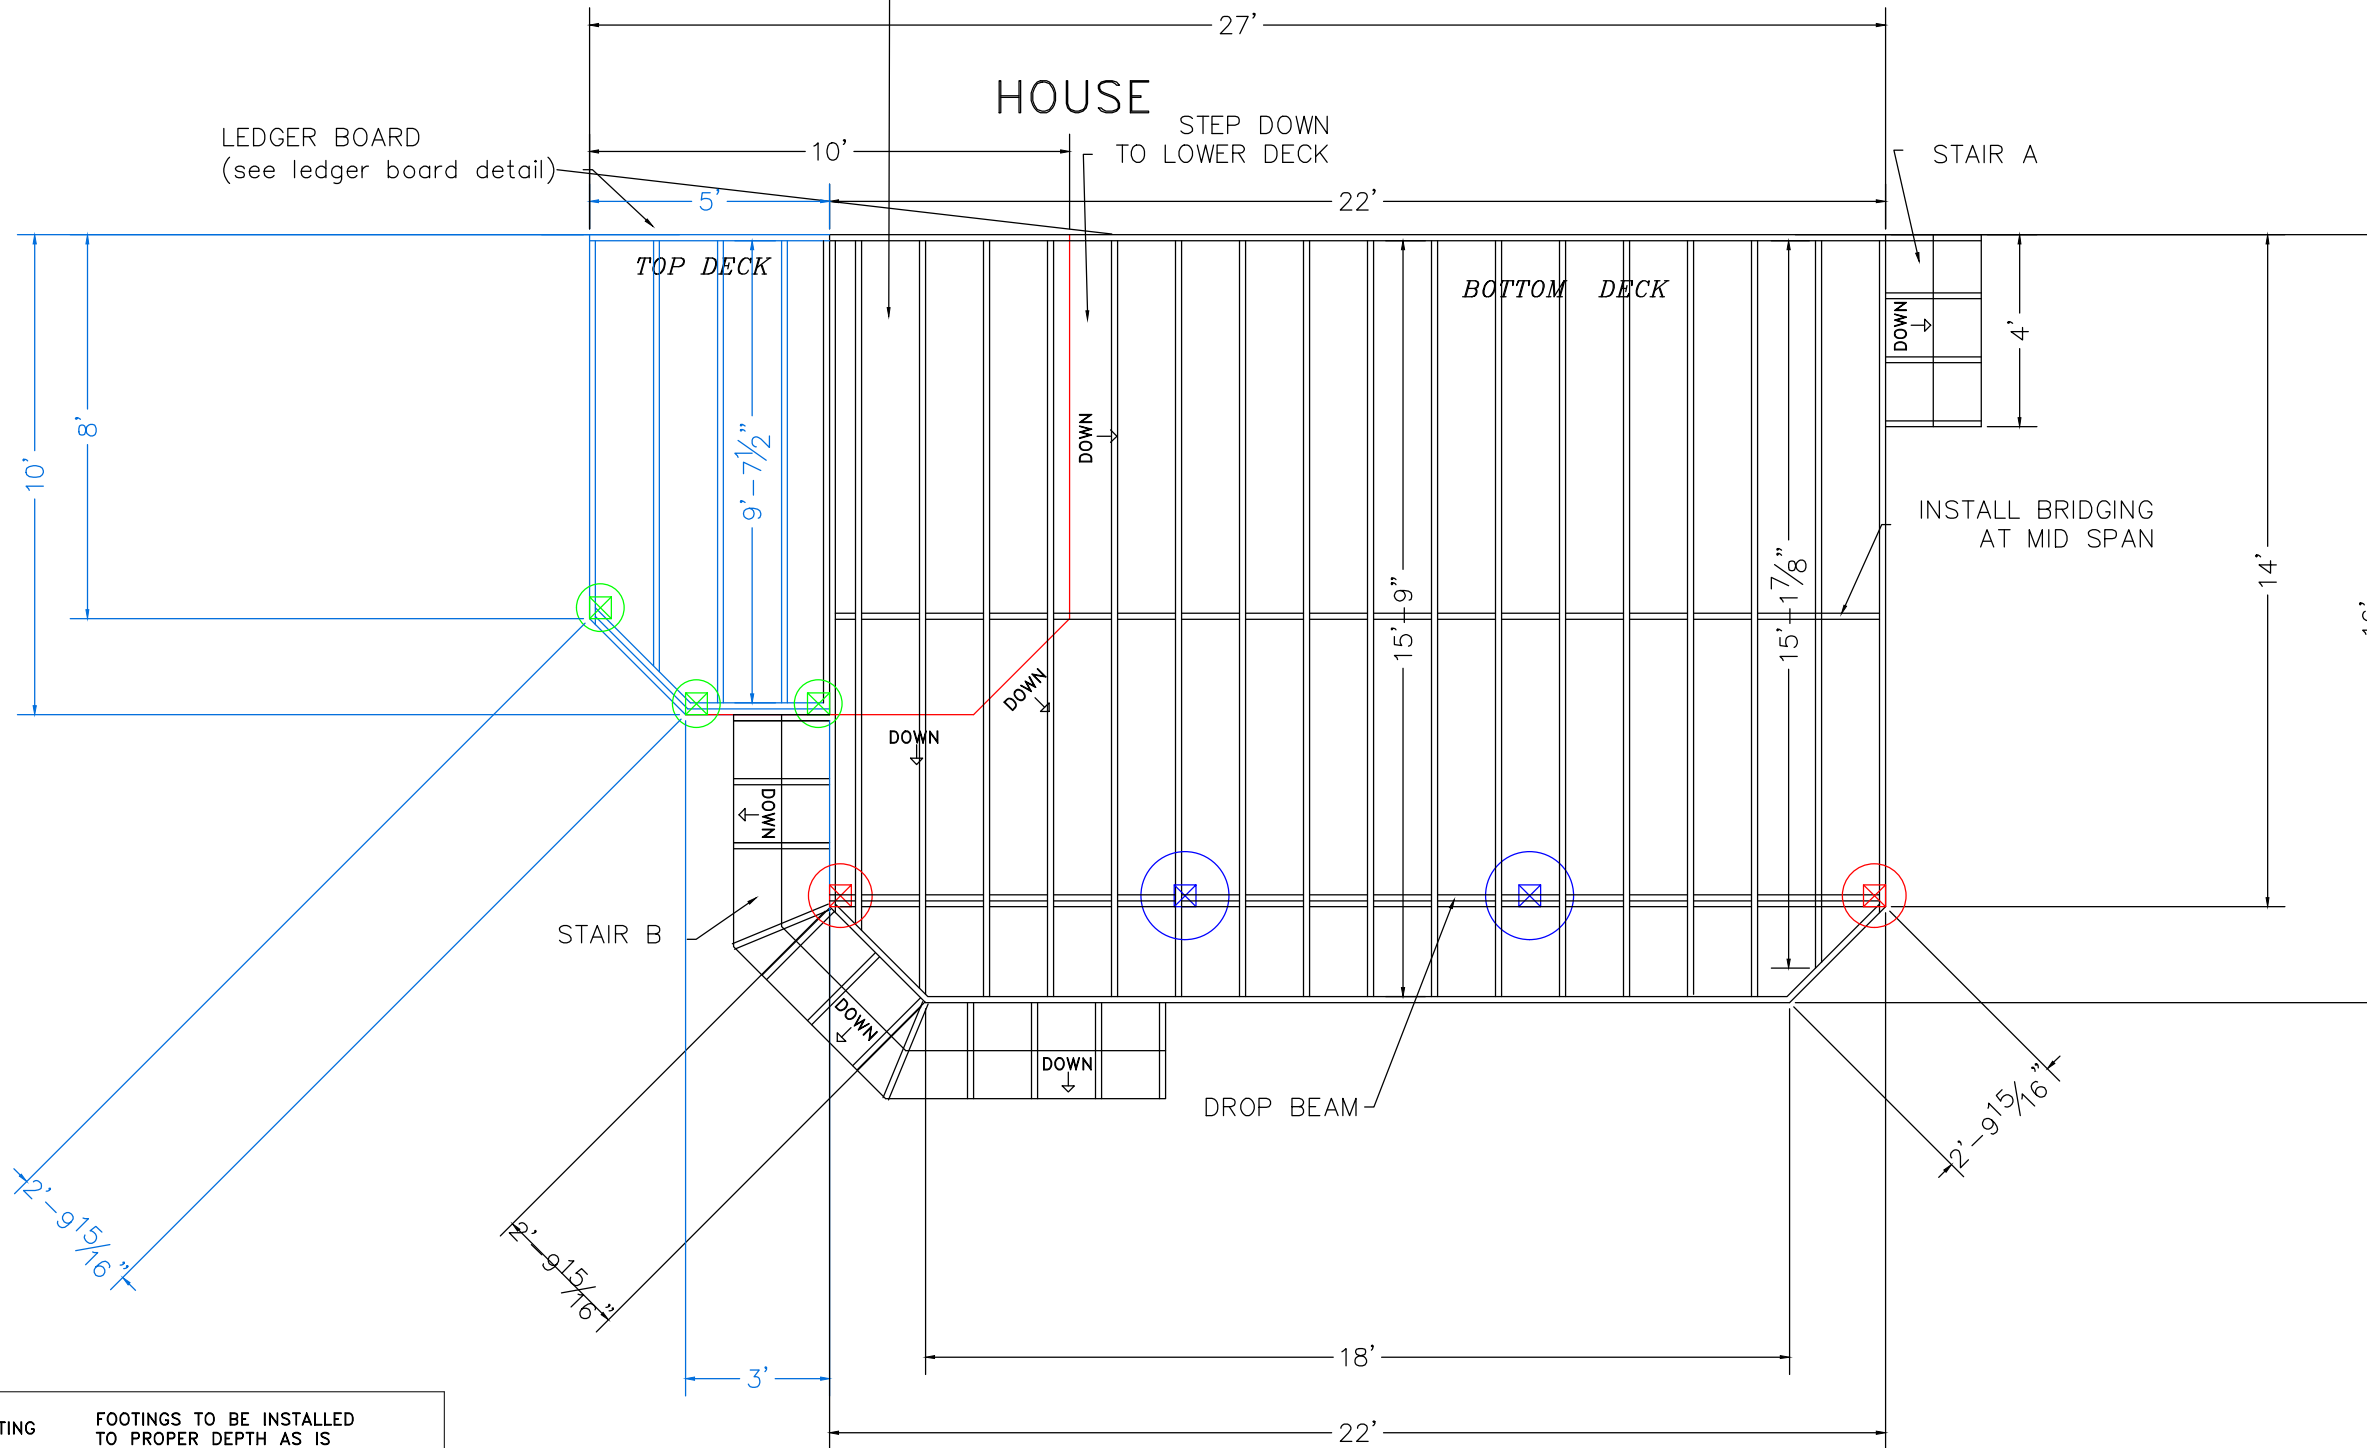 27'
HOUSE
LEDGER BOARD
(see ledger board detail)
10'
STEP DOWN
TO LOWER DECK
STAIR A
5'
22'
TOP DECK
BOTTOM DECK
DOWN
4'
10'
8'
9'-7 1/2"
DOWN
INSTALL BRIDGING
AT MID SPAN
15'-9"
15'-1 7/8"
14'
DOWN
DOWN
DOWN
STAIR B
DOWN
DOWN
DROP BEAM
2'-9 15/16"
2'-9 15/16"
2'-9 15/16"
18'
3'
22'
TING
FOOTINGS TO BE INSTALLED
TO PROPER DEPTH AS IS